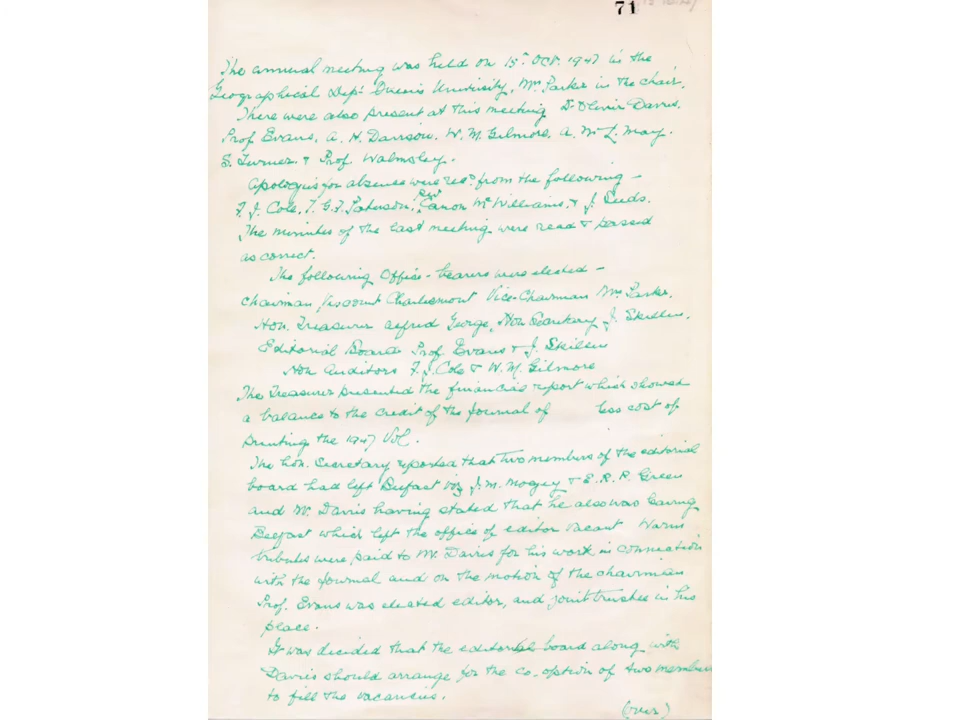 71
The annual meeting was held on 15th Oct. 1947 in the
Geographical Dept Queens University, Mr Parker in the chair.
There were also present at this meeting Dr Oliver Davies.
Prof Evans, A. H. Davison. W. M. Gilmore. A. McL. May.
S. Turner & Prof. Walmsley.
Apologies for absence were recd from the following —
F. J. Cole, T. G. F. Paterson, Rev Canon McWilliams, & J. Seeds.
The minutes of the last meeting were read & passed
as correct.
The following Office-bearers were elected —
Chairman Viscount Charlemont Vice-Chairman Mr Parker.
Hon. Treasurer Alfred George, Hon Secretary J. Skillen.
Editorial Board Prof Evans & J. Skillen
Hon Auditors F. J. Cole & W. M. Gilmore
The Treasurer presented the financial report which showed
a balance to the credit of the Journal of less cost of
printing the 1947 Vol.
The hon. Secretary reported that two members of the editorial
board had left Belfast viz J. M. Mogey & E. R. R. Green
and Mr. Davies having stated that he also was leaving
Belfast which left the office of editor vacant Warm
tributes were paid to Mr. Davies for his work in connection
with the Journal and on the motion of the chairman
Prof. Evans was elected editor, and joint trustee in his
place.
It was decided that the editorial board along with
Davies should arrange for the co-option of two members
to fill the vacancies.
(over)